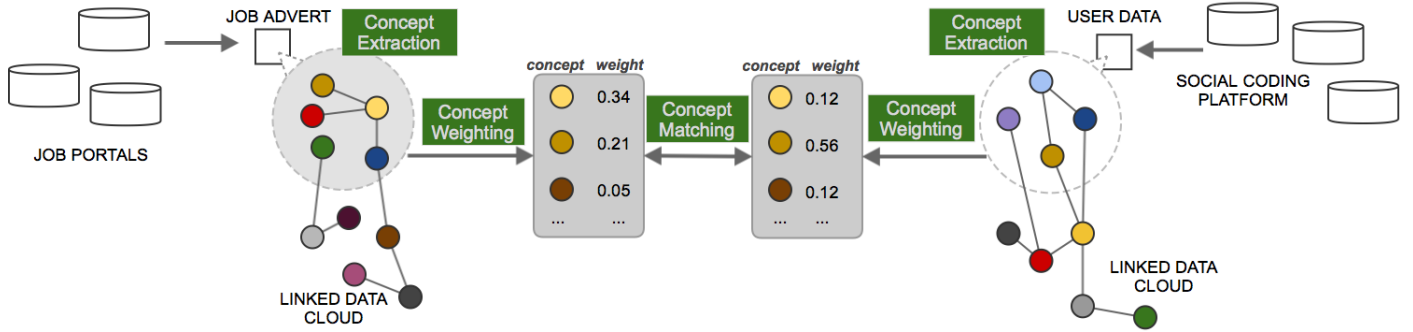 JOB ADVERT
Concept
Extraction
JOB PORTALS
LINKED DATA
CLOUD
Concept
Weighting
concept weight
0.34
0.21
0.05
... ...
Concept
Matching
concept weight
0.12
0.56
0.12
... ...
Concept
Weighting
Concept
Extraction
USER DATA
SOCIAL CODING
PLATFORM
LINKED DATA
CLOUD